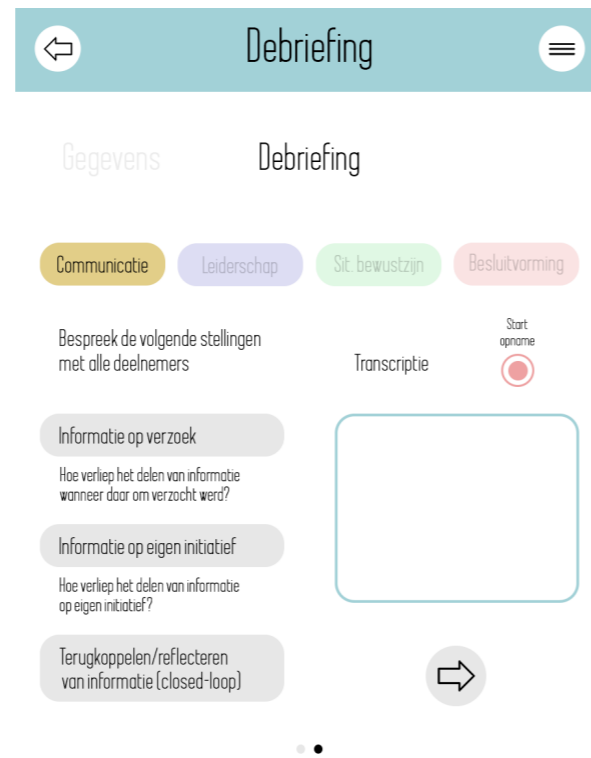 Debriefing
Gegevens
Debriefing
Communicatie
Leiderschap
Sit. bewustzijn
Besluitvorming
Bespreek de volgende stellingen
met alle deelnemers
Transcriptie
Start
opname
Informatie op verzoek
Hoe verliep het delen van informatie
wanneer daar om verzocht werd?
Informatie op eigen initiatief
Hoe verliep het delen van informatie
op eigen initiatief?
Terugkoppelen/reflecteren
van informatie (closed-loop)